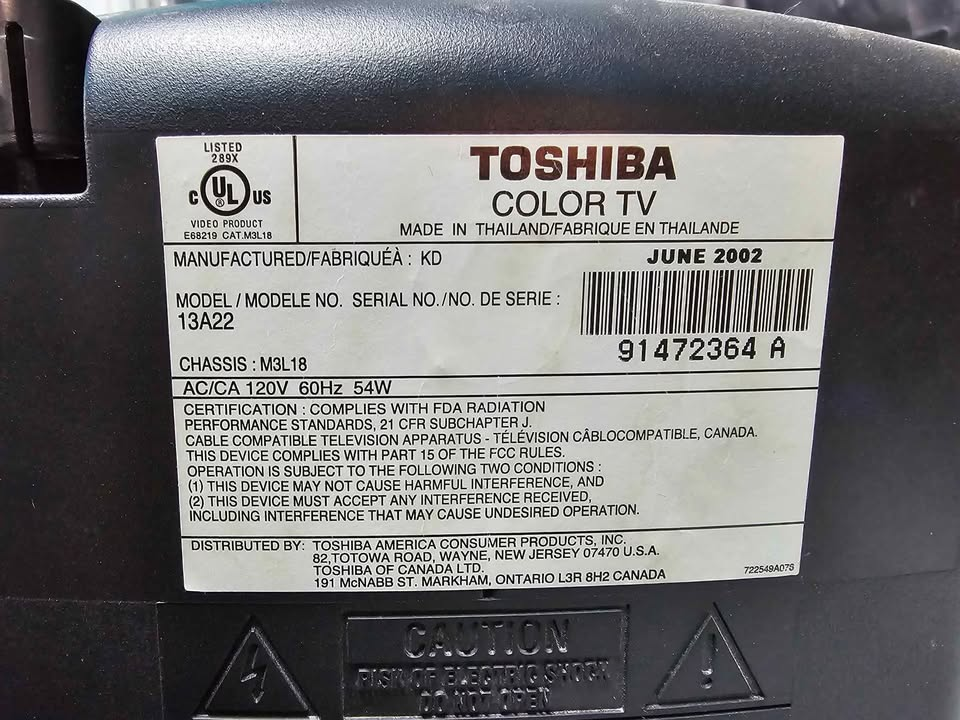 LISTED
289X
C UL ® US
VIDEO PRODUCT
E68219 CAT.M3L18
TOSHIBA
COLOR TV
MADE IN THAILAND/FABRIQUE EN THAILANDE
MANUFACTURED/FABRIQUÉÀ : KD
JUNE 2002
MODEL / MODELE NO. SERIAL NO./NO. DE SERIE :
13A22
91472364 A
CHASSIS : M3L18
AC/CA 120V 60Hz 54W
CERTIFICATION : COMPLIES WITH FDA RADIATION
PERFORMANCE STANDARDS, 21 CFR SUBCHAPTER J.
CABLE COMPATIBLE TELEVISION APPARATUS - TÉLÉVISION CÂBLOCOMPATIBLE, CANADA.
THIS DEVICE COMPLIES WITH PART 15 OF THE FCC RULES.
OPERATION IS SUBJECT TO THE FOLLOWING TWO CONDITIONS :
(1) THIS DEVICE MAY NOT CAUSE HARMFUL INTERFERENCE, AND
(2) THIS DEVICE MUST ACCEPT ANY INTERFERENCE RECEIVED,
INCLUDING INTERFERENCE THAT MAY CAUSE UNDESIRED OPERATION.
DISTRIBUTED BY: TOSHIBA AMERICA CONSUMER PRODUCTS, INC.
82,TOTOWA ROAD, WAYNE, NEW JERSEY 07470 U.S.A.
TOSHIBA OF CANADA LTD.
191 McNABB ST. MARKHAM, ONTARIO L3R 8H2 CANADA
722549A07S
CAUTION
RISK OF ELECTRIC SHOCK
DO NOT OPEN